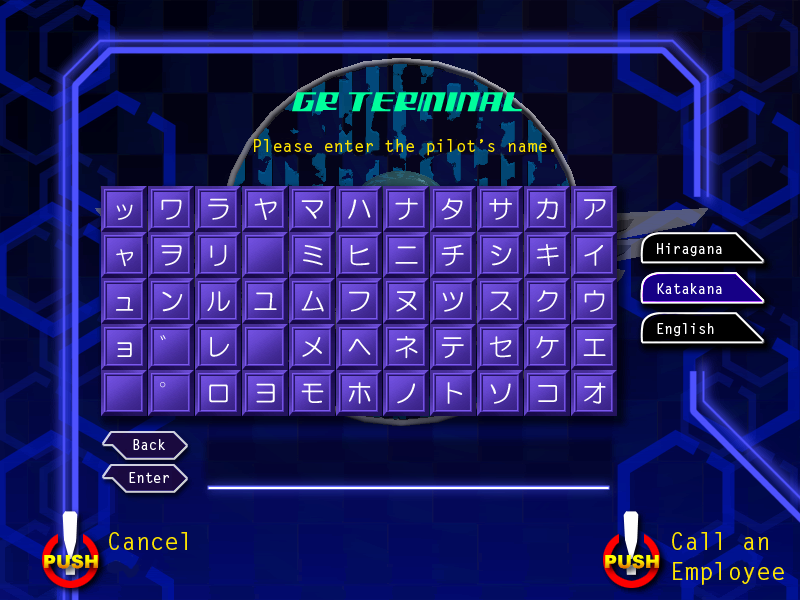 GR TERMINAL
Please enter the pilot's name.
ッ ワ ラ ヤ マ ハ ナ タ サ カ ア
ャ ヲ リ ミ ヒ ニ チ シ キ イ
ュ ン ル ユ ム フ ヌ ツ ス ク ウ
ョ ゛ レ メ ヘ ネ テ セ ケ エ
゜ ロ ヨ モ ホ ノ ト ソ コ オ
Hiragana
Katakana
English
Back
Enter
PUSH Cancel
PUSH Call an
Employee